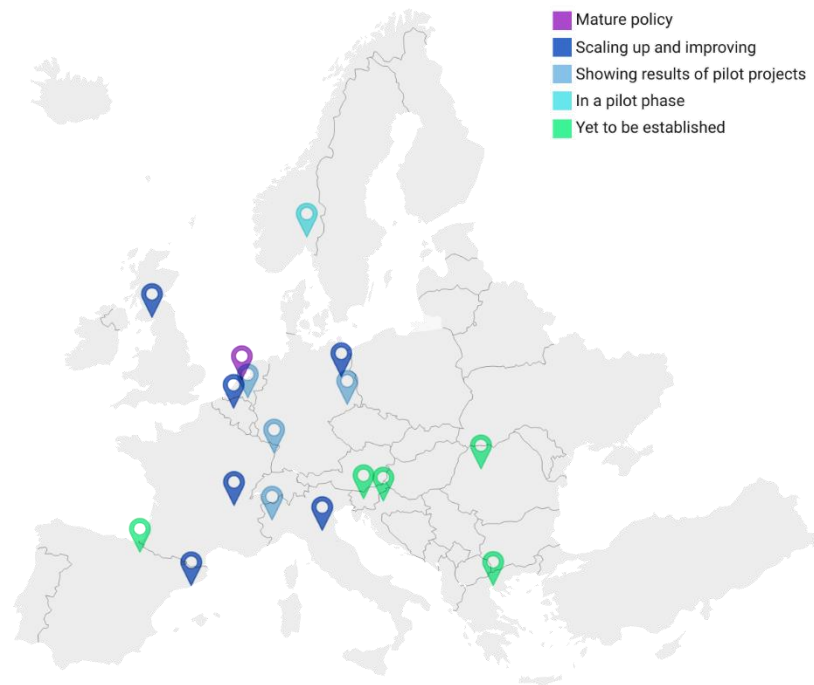 Mature policy
Scaling up and improving
Showing results of pilot projects
In a pilot phase
Yet to be established